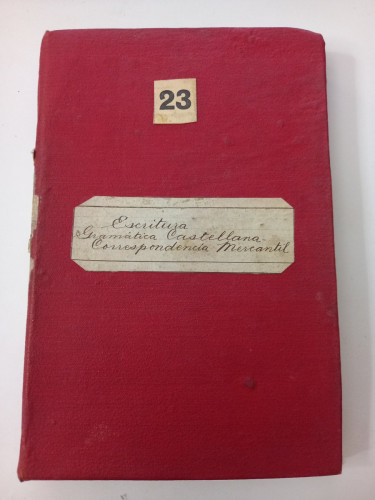 23
Escritura
Gramática Castellana
Correspondencia Mercantil